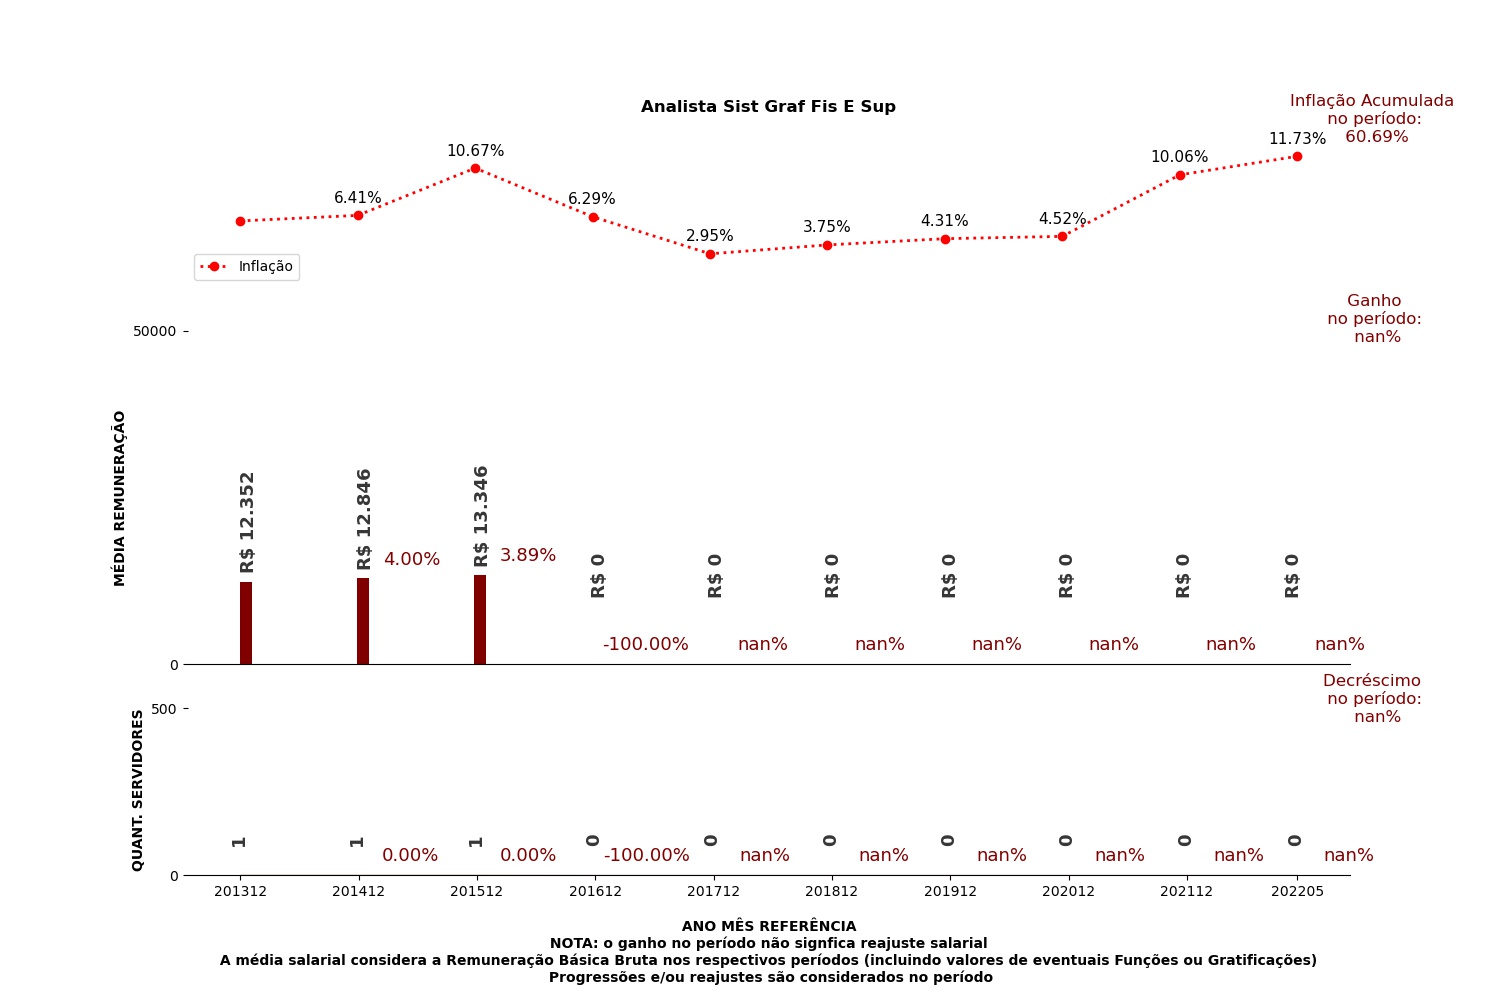 Analista Sist Graf Fis E Sup
Inflação Acumulada
no período:
60.69%
6.41%
10.67%
6.29%
2.95%
3.75%
4.31%
4.52%
10.06%
11.73%
Inflação
Ganho
no período:
nan%
50000
0
MÉDIA REMUNERAÇÃO
R$ 12.352
R$ 12.846
R$ 13.346
R$ 0
R$ 0
R$ 0
R$ 0
R$ 0
R$ 0
R$ 0
4.00%
3.89%
-100.00%
nan%
nan%
nan%
nan%
nan%
nan%
Decréscimo
no período:
nan%
500
0
QUANT. SERVIDORES
1
1
1
0
0
0
0
0
0
0
0.00%
0.00%
-100.00%
nan%
nan%
nan%
nan%
nan%
nan%
201312
201412
201512
201612
201712
201812
201912
202012
202112
202205
ANO MÊS REFERÊNCIA
NOTA: o ganho no período não signfica reajuste salarial
A média salarial considera a Remuneração Básica Bruta nos respectivos períodos (incluindo valores de eventuais Funções ou Gratificações)
Progressões e/ou reajustes são considerados no período